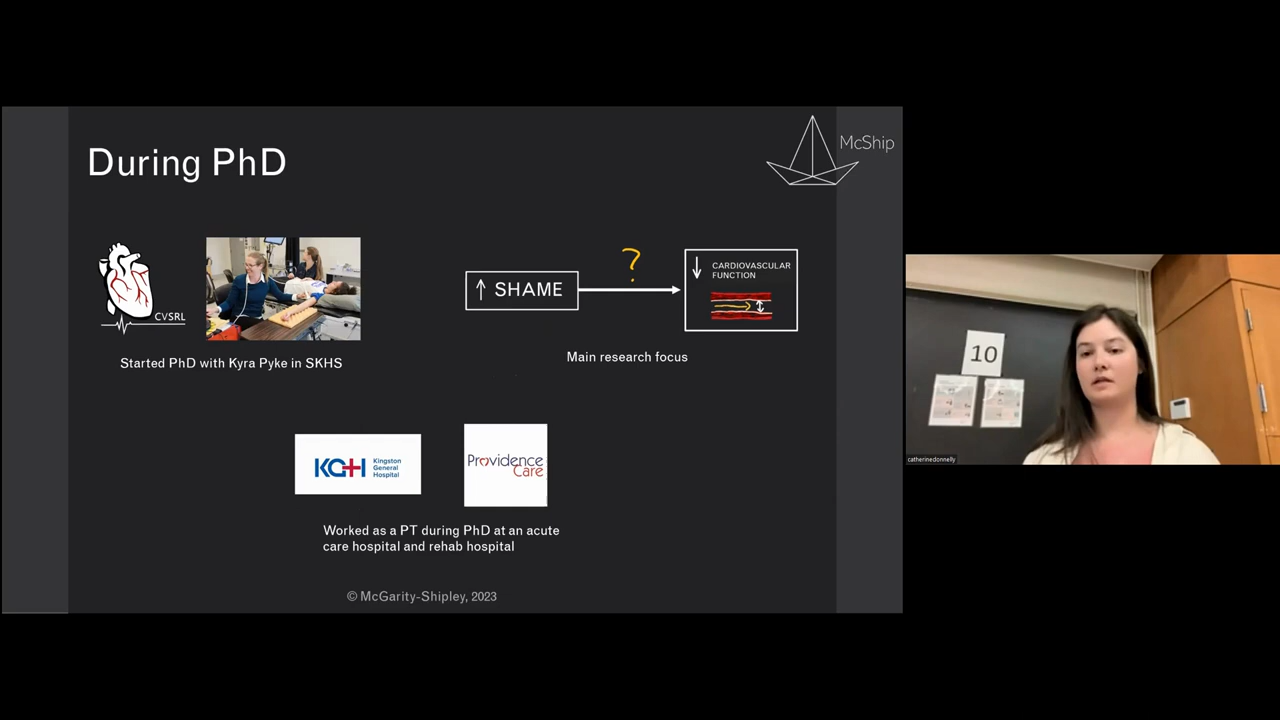 During PhD
McShip
CVSRL
Started PhD with Kyra Pyke in SKHS
?
↑ SHAME
↓ CARDIOVASCULAR
FUNCTION
Main research focus
KGH
Kingston
General
Hospital
Providence
Care
Worked as a PT during PhD at an acute
care hospital and rehab hospital
© McGarity-Shipley, 2023
10
catherinedonnelly